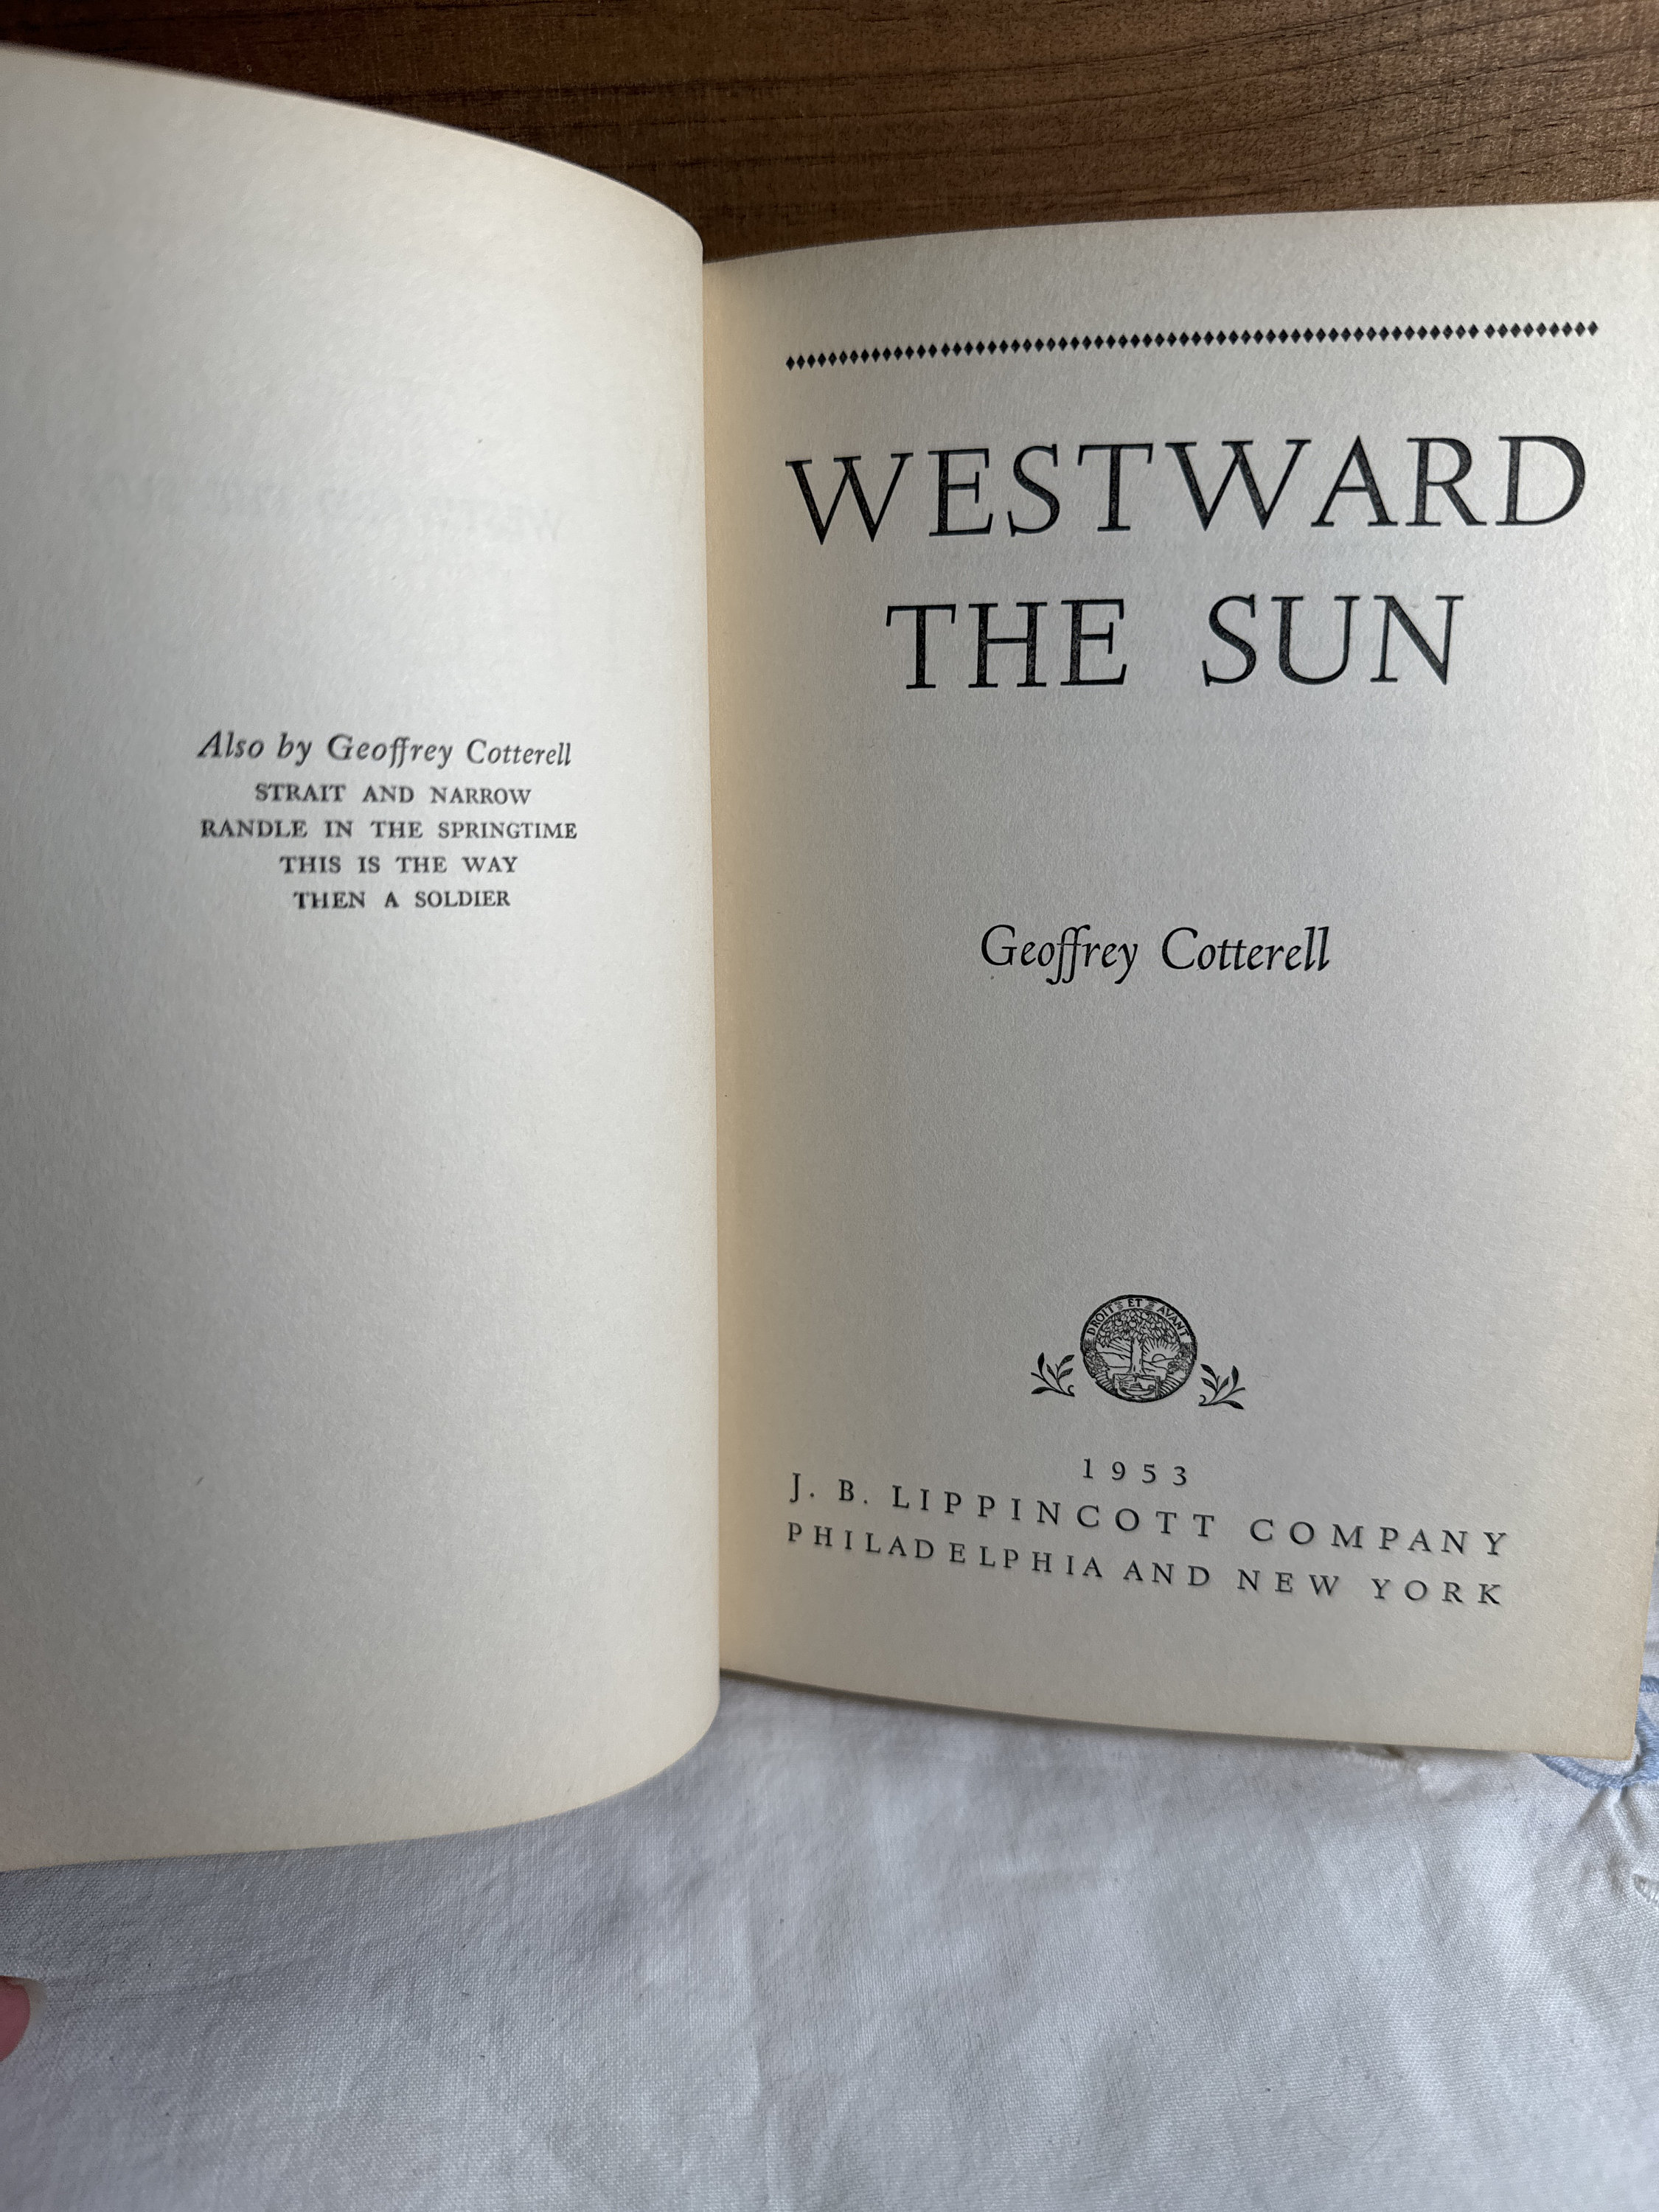 Also by Geoffrey Cotterell
STRAIT AND NARROW
RANDLE IN THE SPRINGTIME
THIS IS THE WAY
THEN A SOLDIER
WESTWARD
THE SUN
Geoffrey Cotterell
DROIT ET AVANT
1953
J. B. LIPPINCOTT COMPANY
PHILADELPHIA AND NEW YORK